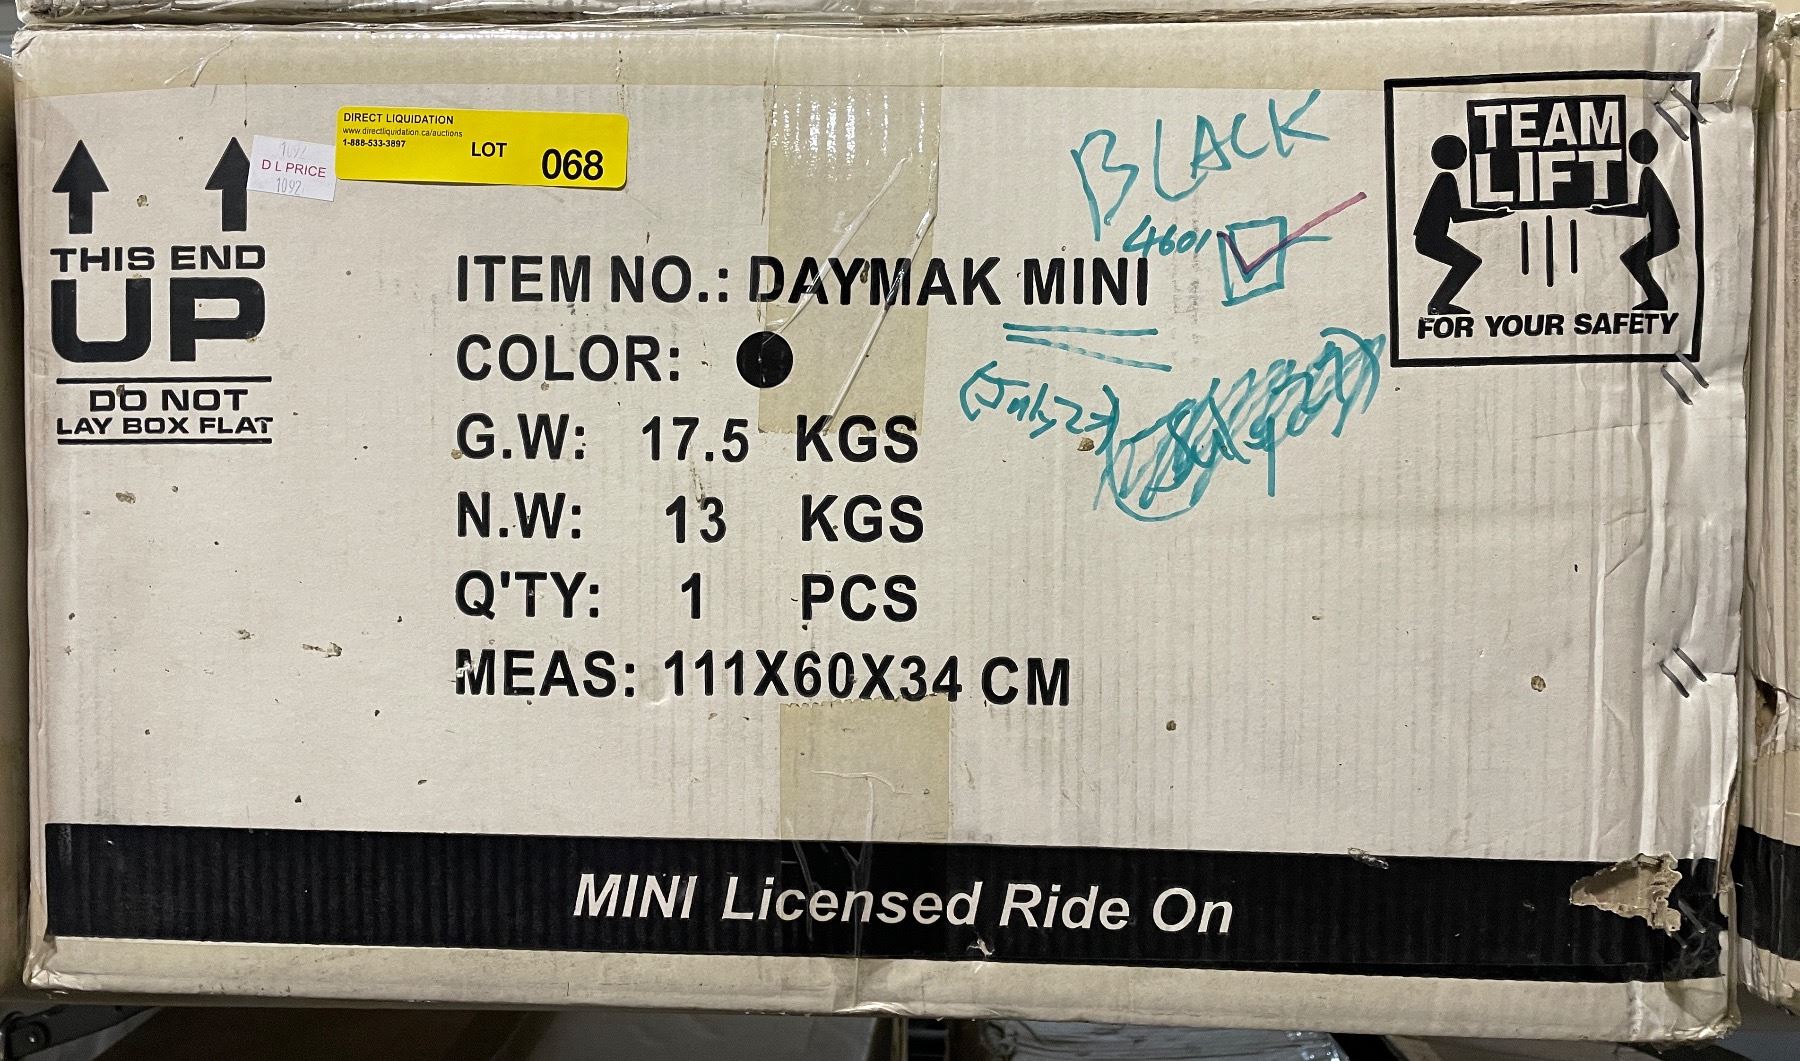 DIRECT LIQUIDATION
www.directliquidation.ca/auctions
1-888-533-3897
LOT 068
1092
D L PRICE
1092
THIS END
UP
DO NOT
LAY BOX FLAT
BLACK
4601
TEAM
LIFT
FOR YOUR SAFETY
ITEM NO.: DAYMAK MINI
COLOR:
(July 27)
G.W: 17.5 KGS
N.W: 13 KGS
Q'TY: 1 PCS
MEAS: 111X60X34 CM
MINI Licensed Ride On